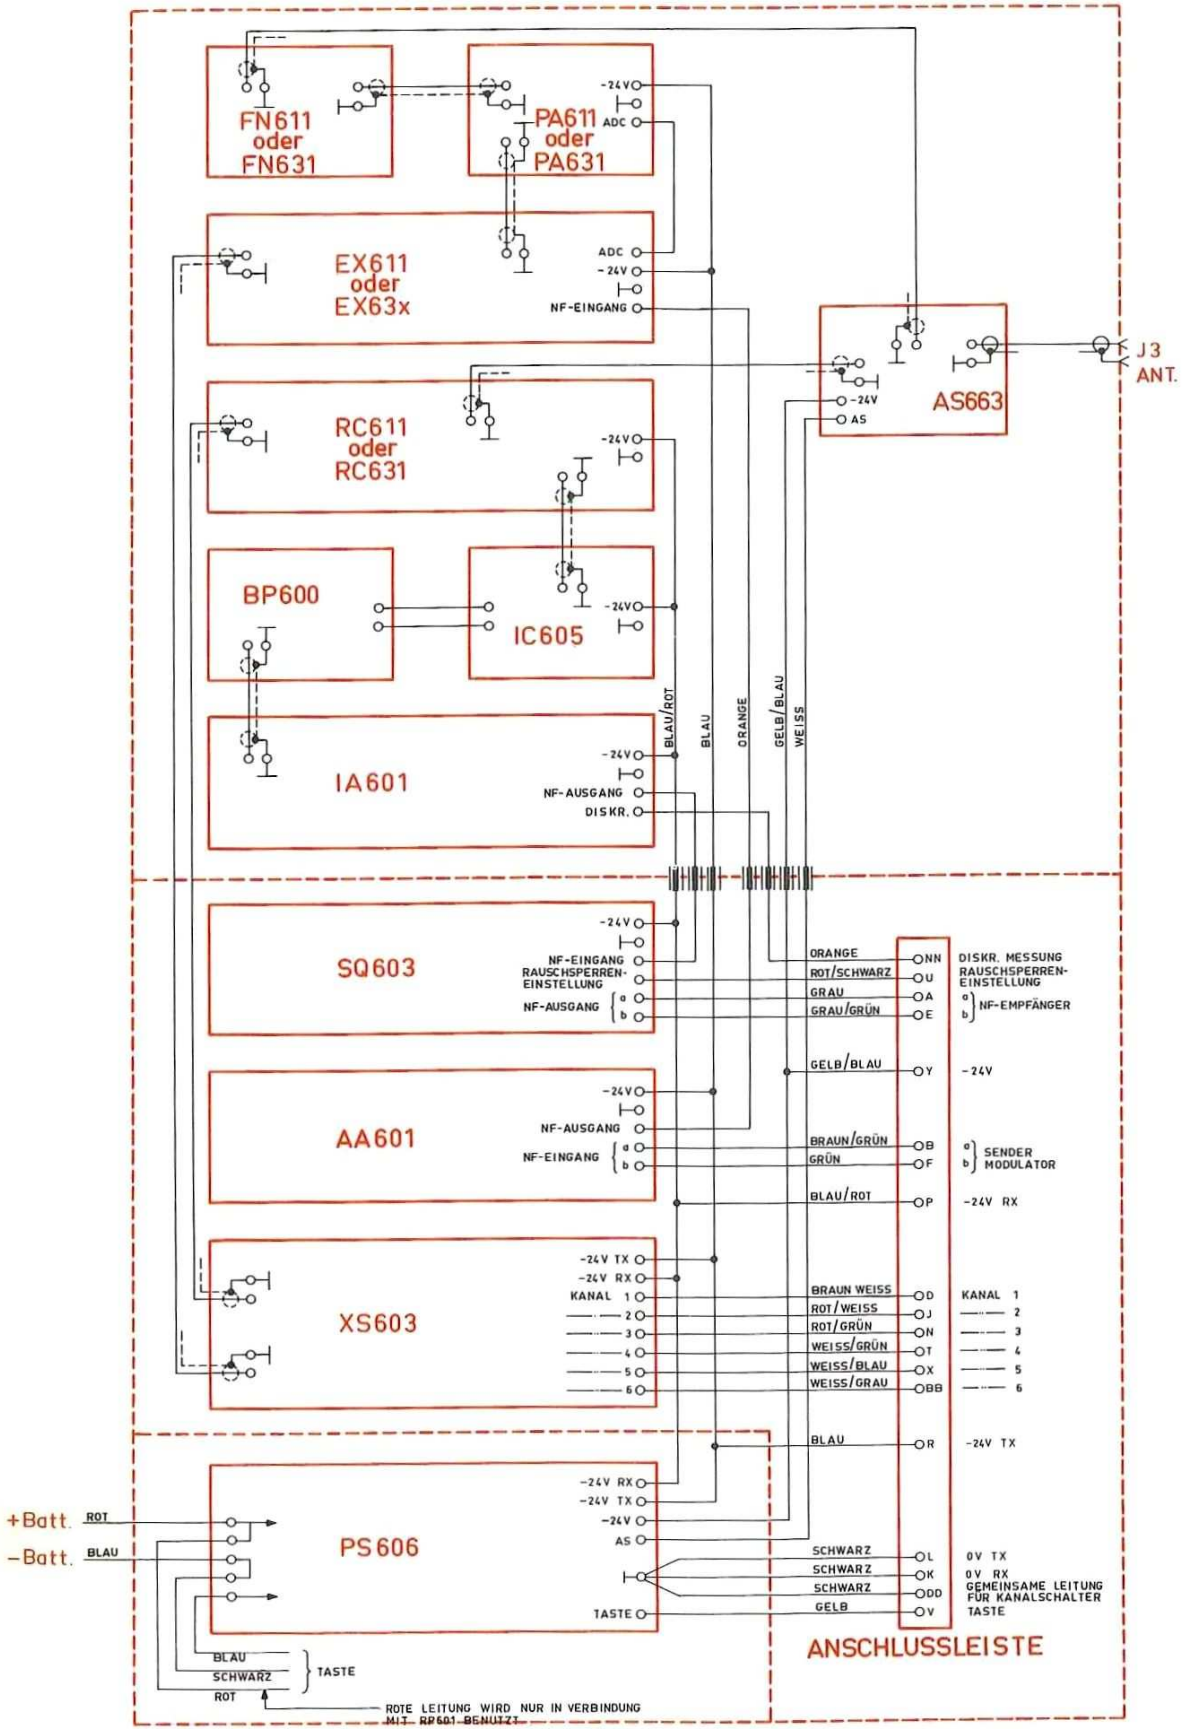 FN611
oder
FN631
PA611
oder
PA631
-24V
ADC
EX611
oder
EX63x
ADC
-24V
NF-EINGANG
J3
ANT.
AS663
-24V
AS
RC611
oder
RC631
-24V
BP600
IC605
-24V
BLAU/ROT
BLAU
ORANGE
GELB/BLAU
WEISS
IA601
-24V
NF-AUSGANG
DISKR.
SQ603
-24V
NF-EINGANG
RAUSCHSPERREN-
EINSTELLUNG
NF-AUSGANG { a
b
ORANGE NN DISKR. MESSUNG
ROT/SCHWARZ U RAUSCHSPERREN-
EINSTELLUNG
GRAU A a } NF-EMPFÄNGER
GRAU/GRÜN E b
GELB/BLAU Y -24V
AA601
-24V
NF-AUSGANG
NF-EINGANG { a
b
BRAUN/GRÜN B a } SENDER
GRÜN F b MODULATOR
BLAU/ROT P -24V RX
XS603
-24V TX
-24V RX
KANAL 1
2
3
4
5
6
BRAUN WEISS D KANAL 1
ROT/WEISS J 2
ROT/GRÜN N 3
WEISS/GRÜN T 4
WEISS/BLAU X 5
WEISS/GRAU BB 6
BLAU R -24V TX
+Batt. ROT
-Batt. BLAU
PS606
-24V RX
-24V TX
-24V
AS
TASTE
SCHWARZ L 0V TX
SCHWARZ K 0V RX
SCHWARZ DD GEMEINSAME LEITUNG
FÜR KANALSCHALTER
GELB V TASTE
ANSCHLUSSLEISTE
BLAU
SCHWARZ } TASTE
ROT
ROTE LEITUNG WIRD NUR IN VERBINDUNG
MIT RP601 BENUTZT